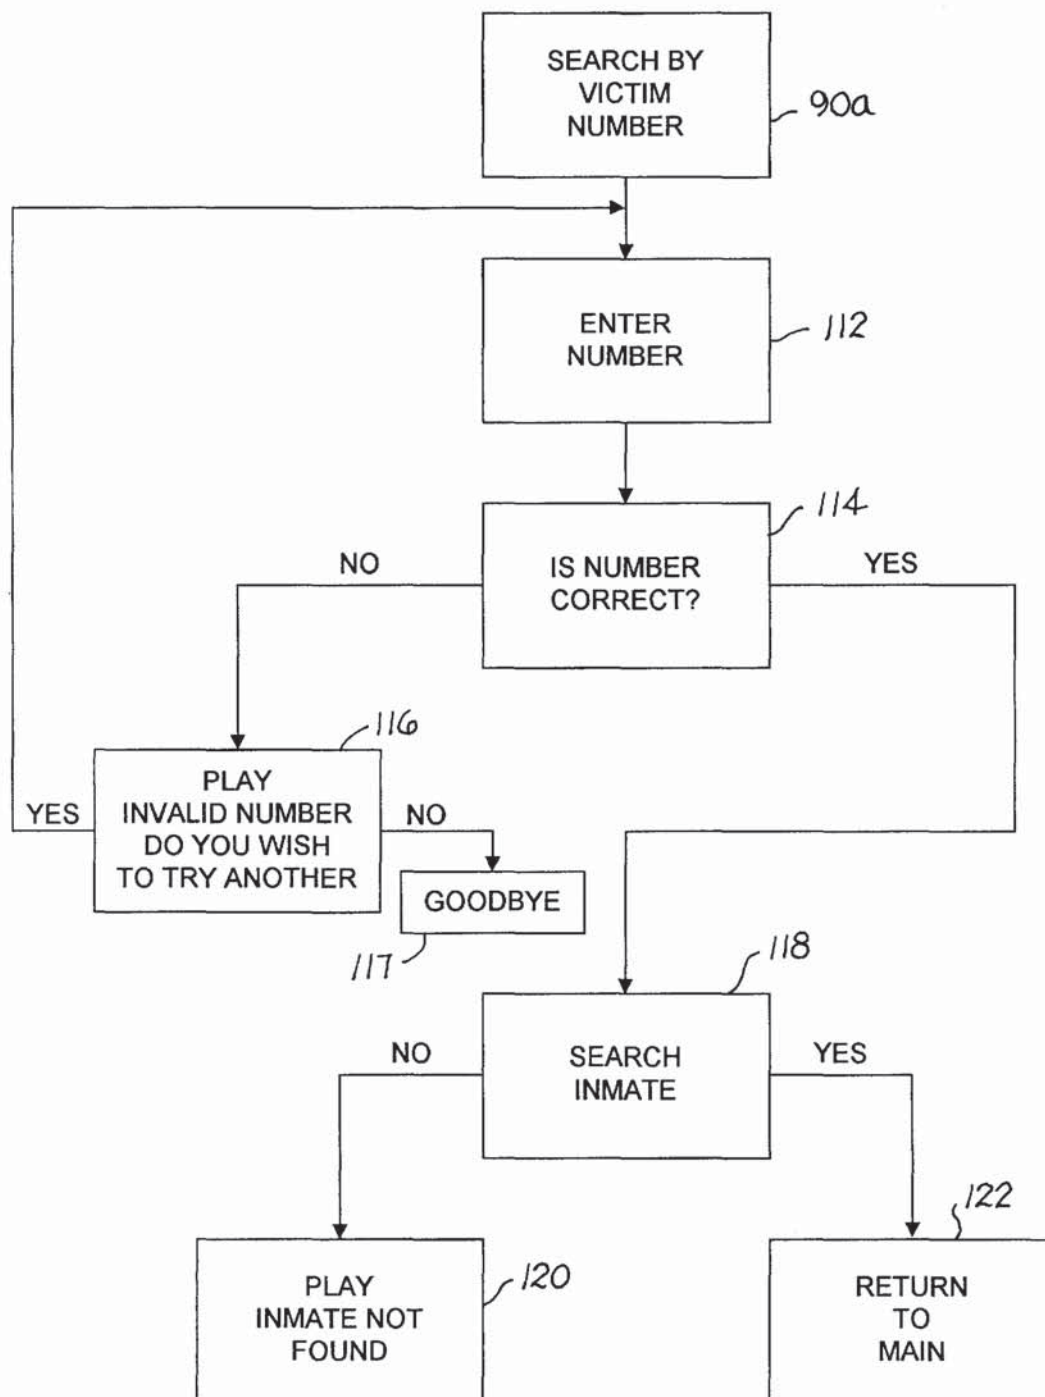 SEARCH BY
VICTIM
NUMBER
90a
ENTER
NUMBER
112
114
NO
IS NUMBER
CORRECT?
YES
116
YES
PLAY
INVALID NUMBER
DO YOU WISH
TO TRY ANOTHER
NO
GOODBYE
117
118
NO
SEARCH
INMATE
YES
PLAY
INMATE NOT
FOUND
120
122
RETURN
TO
MAIN